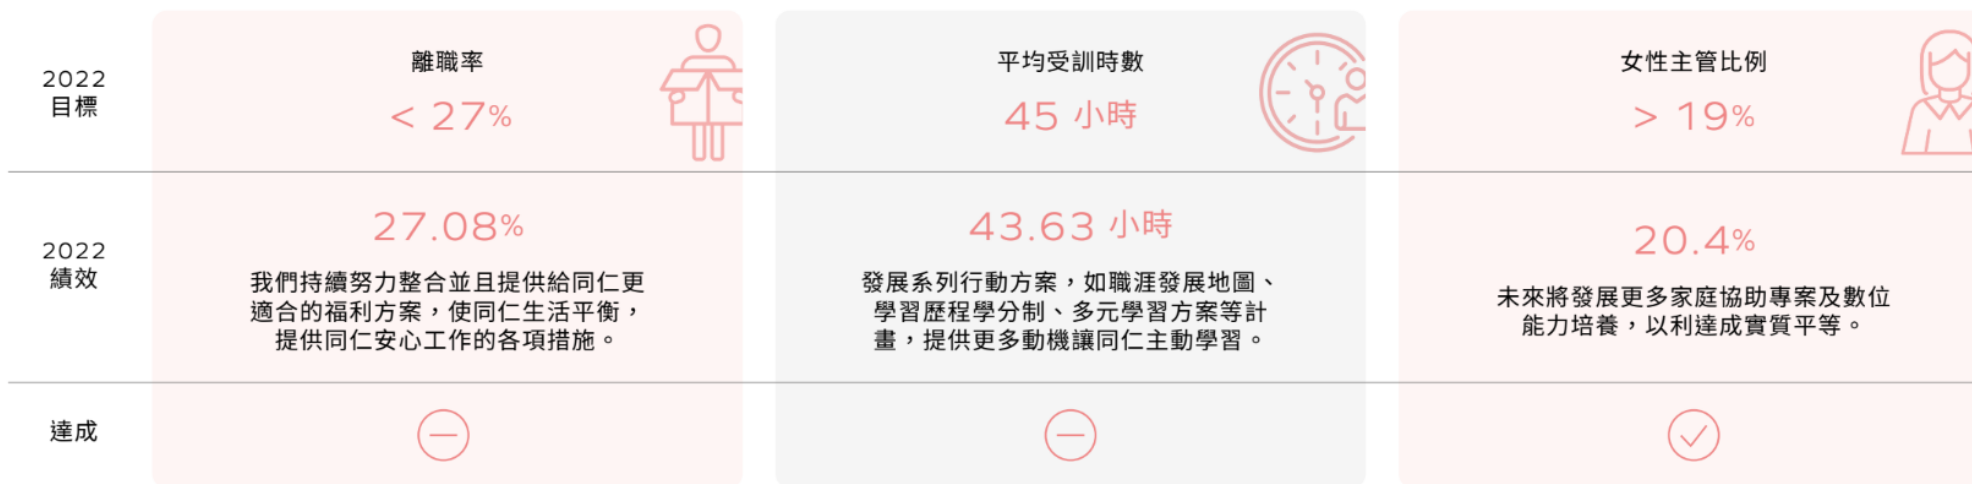 2022
目標
離職率
< 27%
平均受訓時數
45 小時
女性主管比例
> 19%
2022
績效
27.08%
我們持續努力整合並且提供給同仁更
適合的福利方案，使同仁生活平衡，
提供同仁安心工作的各項措施。
43.63 小時
發展系列行動方案，如職涯發展地圖、
學習歷程學分制、多元學習方案等計
畫，提供更多動機讓同仁主動學習。
20.4%
未來將發展更多家庭協助專案及數位
能力培養，以利達成實質平等。
達成